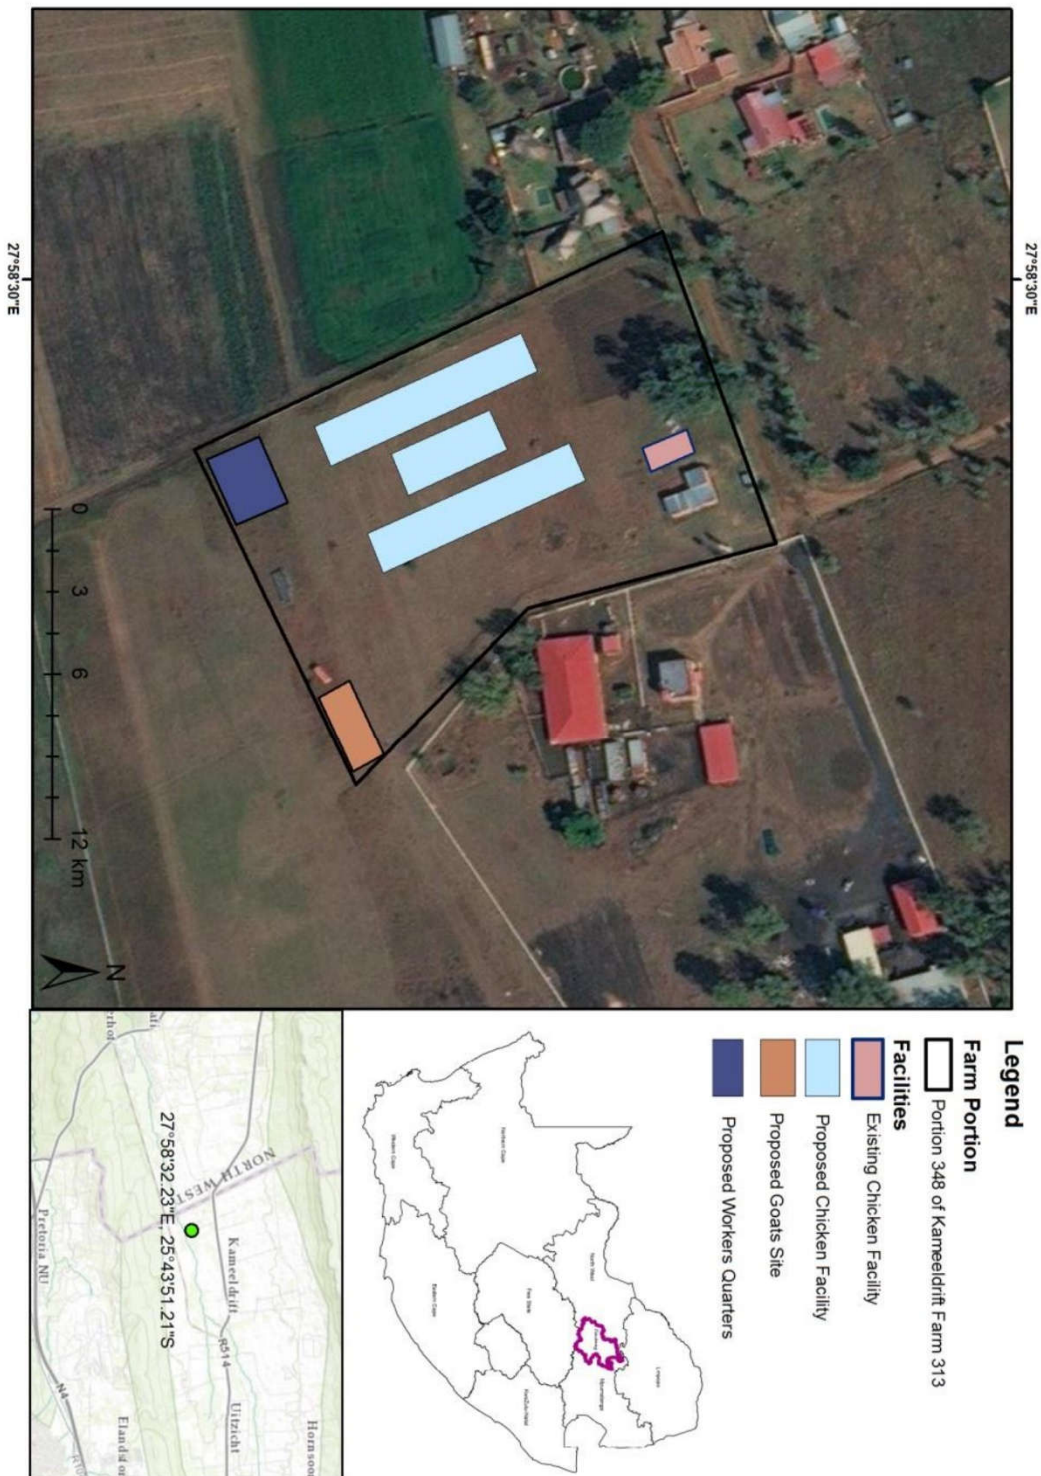 27°58'30"E
27°58'30"E
0 3 6 12 km
N
Legend
Farm Portion
Portion 348 of Kameeldrift Farm 313
Facilities
Existing Chicken Facility
Proposed Chicken Facility
Proposed Goats Site
Proposed Workers Quarters
Limpopo
North West
Mpumalanga
Northern Cape
Free State
KwaZulu-Natal
Eastern Cape
Western Cape
Hornsoo
NORTH WEST
Kameeldrift
R514
Uitzicht
27°58'32.23"E, 25°43'51.21"S
Elandsfon
Pretoria NU
N4